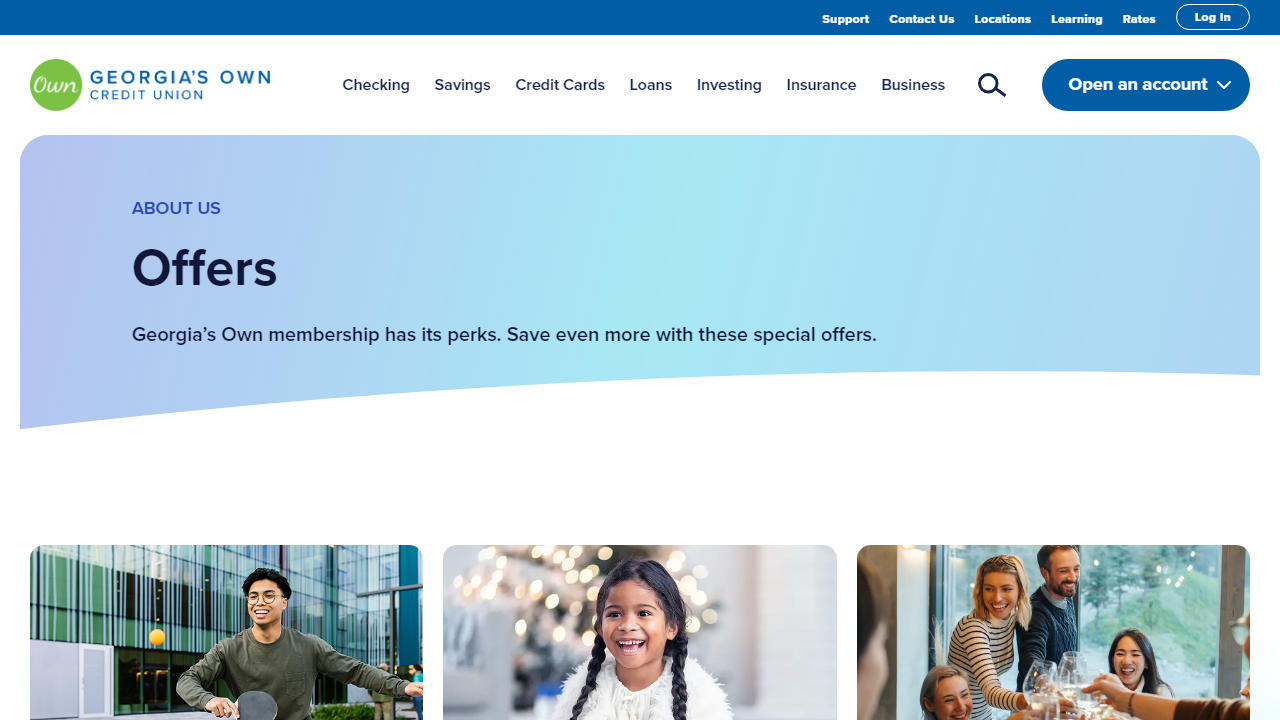 Support Contact Us Locations Learning Rates Log In
Own GEORGIA'S OWN
CREDIT UNION
Checking Savings Credit Cards Loans Investing Insurance Business Open an account
ABOUT US
Offers
Georgia’s Own membership has its perks. Save even more with these special offers.